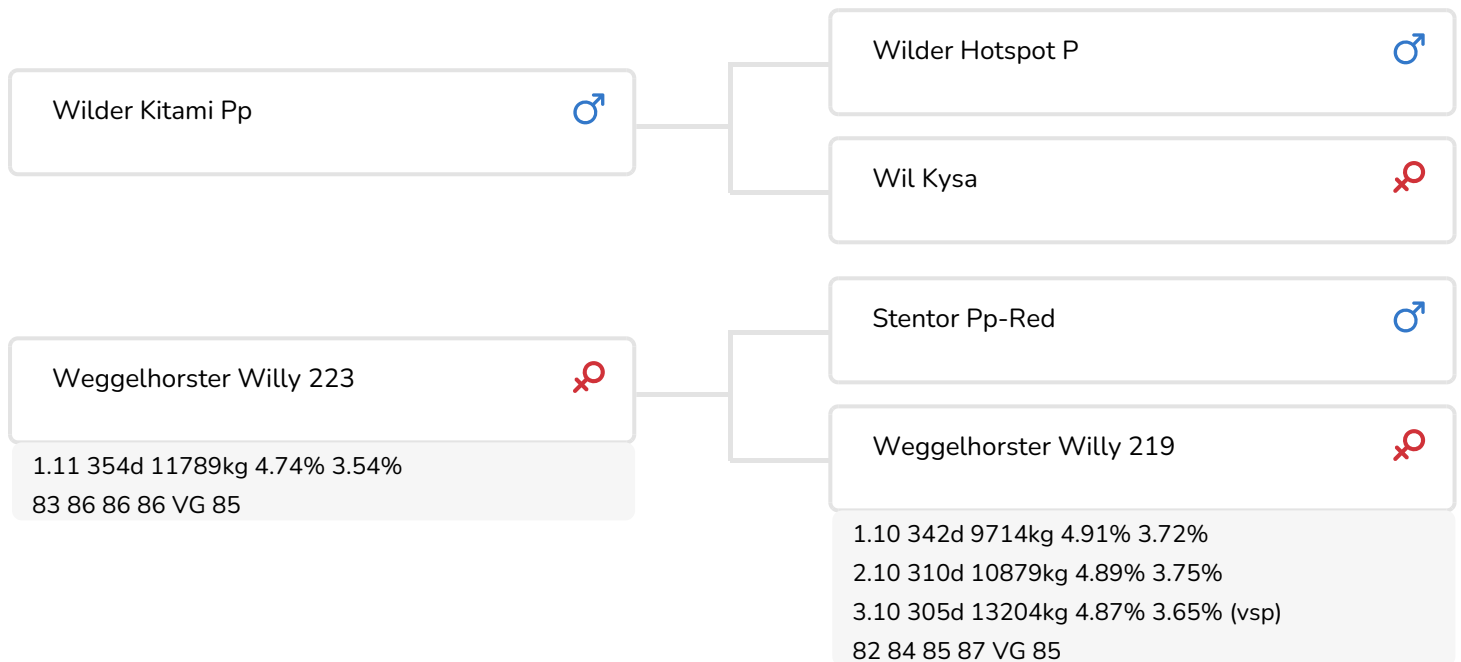 Wilder Kitami Pp
Wilder Hotspot P
Wil Kysa
Weggelhorster Willy 223
1.11 354d 11789kg 4.74% 3.54%
83 86 86 86 VG 85
Stentor Pp-Red
Weggelhorster Willy 219
1.10 342d 9714kg 4.91% 3.72%
2.10 310d 10879kg 4.89% 3.75%
3.10 305d 13204kg 4.87% 3.65% (vsp)
82 84 85 87 VG 85